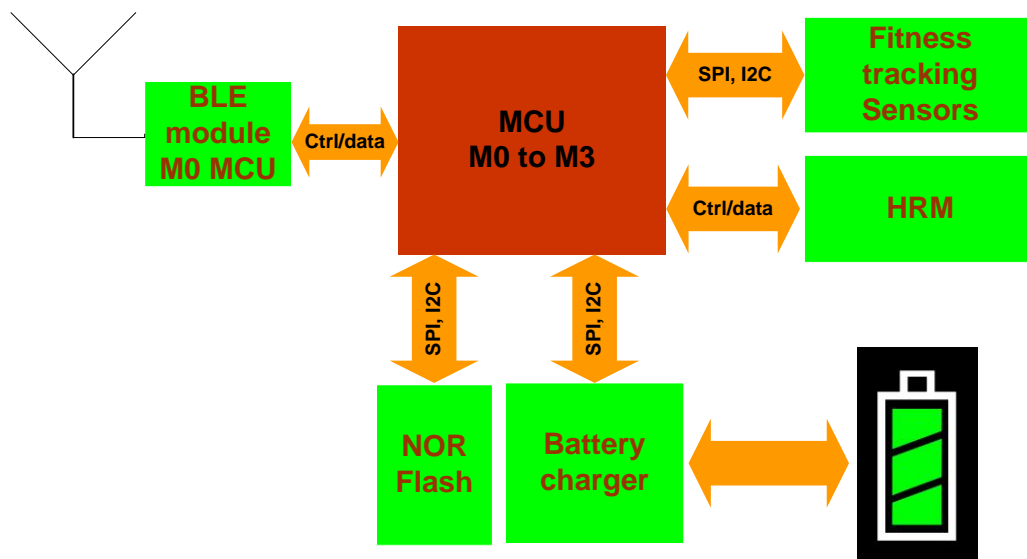 BLE
module
M0 MCU
Ctrl/data
MCU
M0 to M3
SPI, I2C
Fitness
tracking
Sensors
Ctrl/data
HRM
SPI, I2C
SPI, I2C
NOR
Flash
Battery
charger